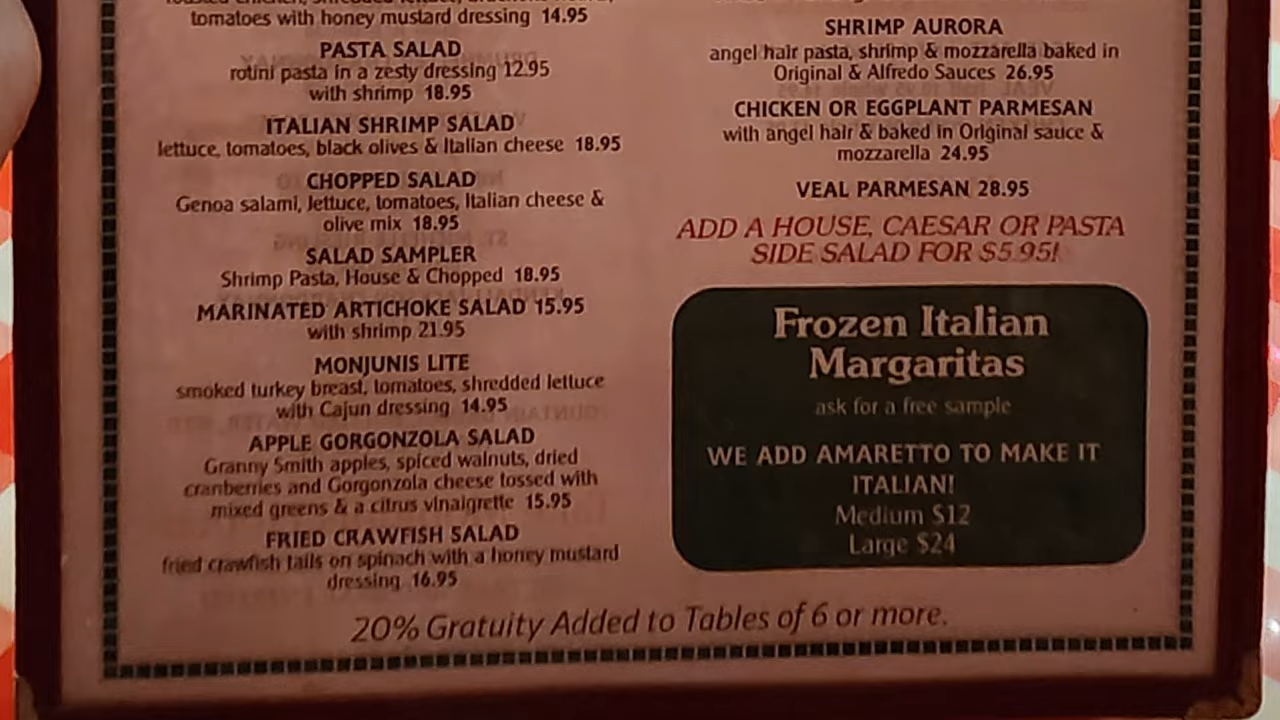 tomatoes with honey mustard dressing 14.95
PASTA SALAD
rotini pasta in a zesty dressing 12.95
with shrimp 18.95
ITALIAN SHRIMP SALAD
lettuce, tomatoes, black olives & Italian cheese 18.95
CHOPPED SALAD
Genoa salami, lettuce, tomatoes, Italian cheese &
olive mix 18.95
SALAD SAMPLER
Shrimp Pasta, House & Chopped 18.95
MARINATED ARTICHOKE SALAD 15.95
with shrimp 21.95
MONJUNIS LITE
smoked turkey breast, tomatoes, shredded lettuce
with Cajun dressing 14.95
APPLE GORGONZOLA SALAD
Granny Smith apples, spiced walnuts, dried
cranberries and Gorgonzola cheese tossed with
mixed greens & a citrus vinaigrette 15.95
FRIED CRAWFISH SALAD
fried crawfish tails on spinach with a honey mustard
dressing 16.95
SHRIMP AURORA
angel hair pasta, shrimp & mozzarella baked in
Original & Alfredo Sauces 26.95
CHICKEN OR EGGPLANT PARMESAN
with angel hair & baked in Original sauce &
mozzarella 24.95
VEAL PARMESAN 28.95
ADD A HOUSE, CAESAR OR PASTA
SIDE SALAD FOR $5.95!
Frozen Italian
Margaritas
ask for a free sample
WE ADD AMARETTO TO MAKE IT
ITALIAN!
Medium $12
Large $24
20% Gratuity Added to Tables of 6 or more.